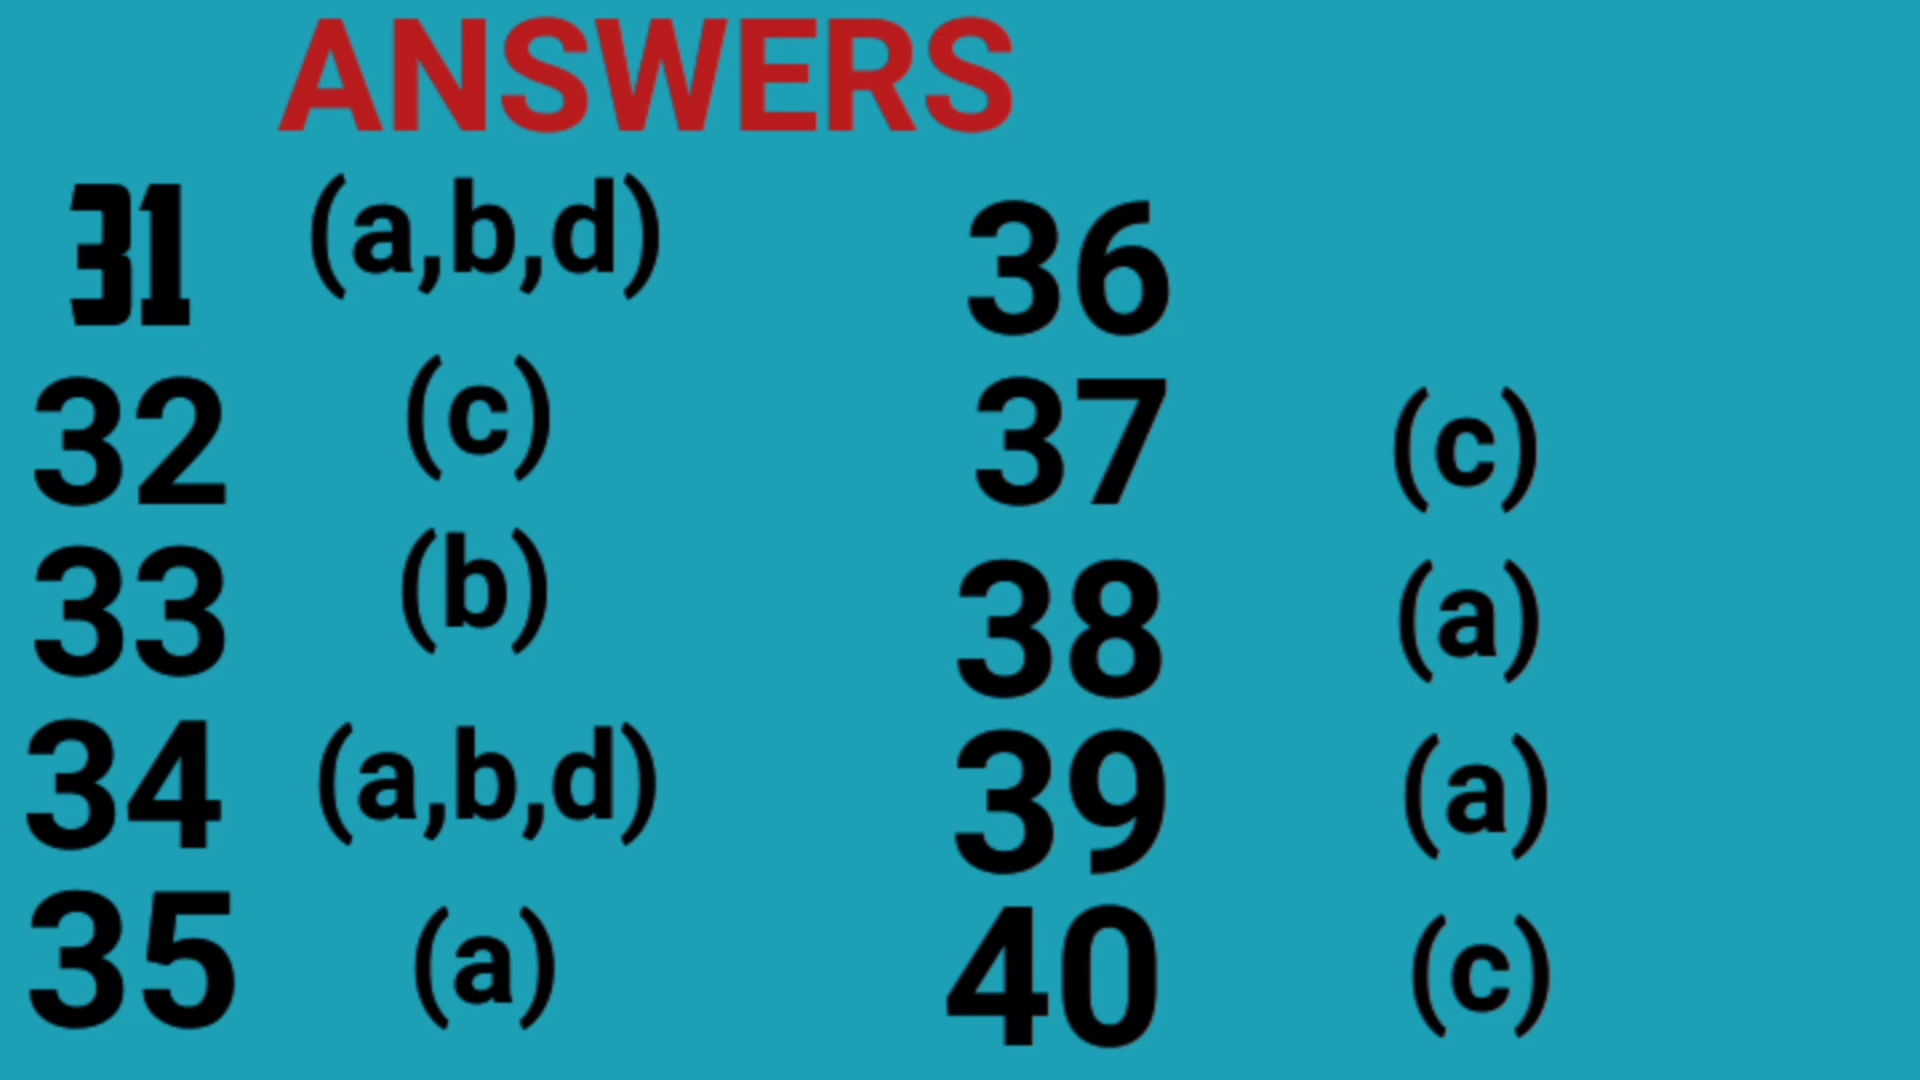 ANSWERS
31 (a,b,d)
32 (c)
33 (b)
34 (a,b,d)
35 (a)
36
37 (c)
38 (a)
39 (a)
40 (c)